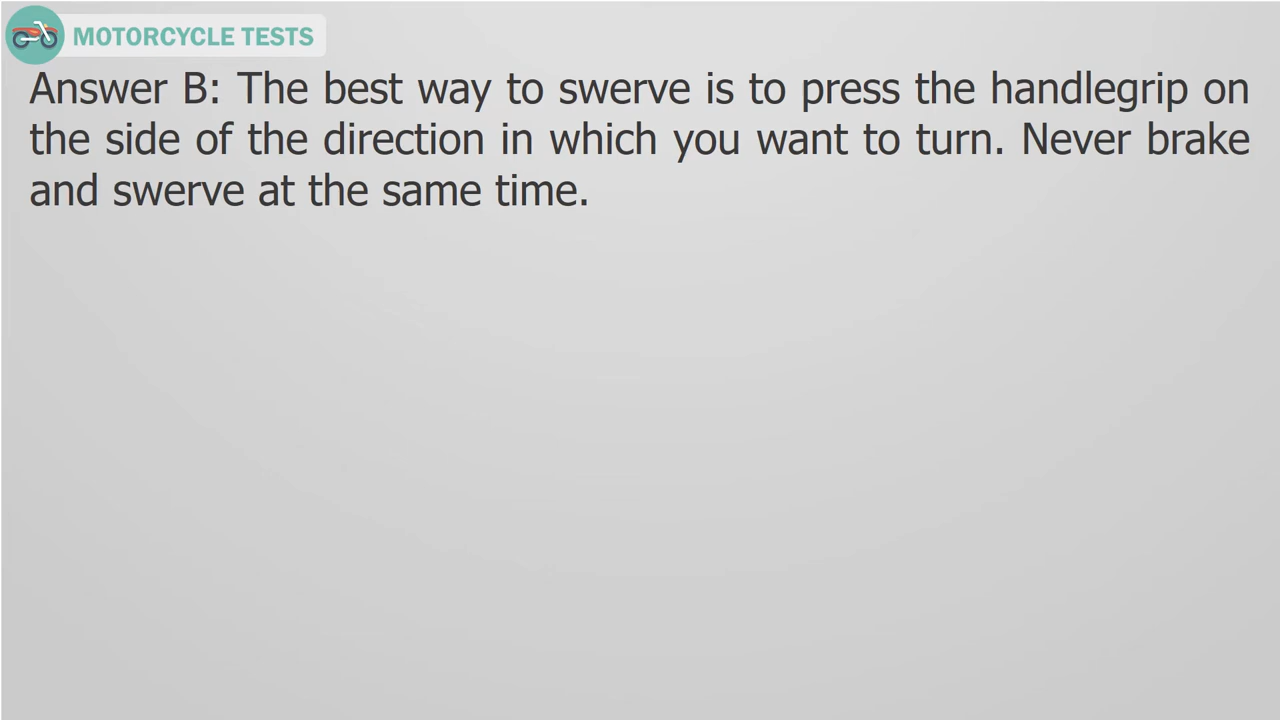 MOTORCYCLE TESTS
Answer B: The best way to swerve is to press the handlegrip on
the side of the direction in which you want to turn. Never brake
and swerve at the same time.